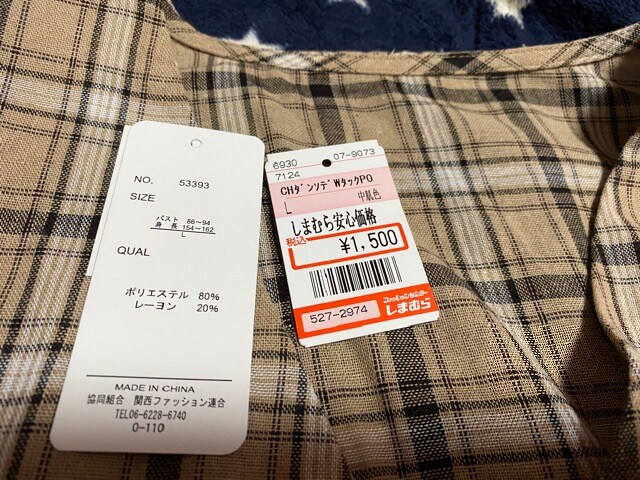 NO. 53393
SIZE
バスト 86~94
身長 154~162
L
QUAL
ポリエステル 80%
レーヨン 20%
MADE IN CHINA
協同組合 関西ファッション連合
TEL06-6228-6740
O-110
6930 07-9073
7124
CHﾀﾞﾝｿﾃﾞWﾀックPO
L 中肌色
しまむら安心価格
税込 ¥1,500
527-2974
ファッションセンター
しまむら